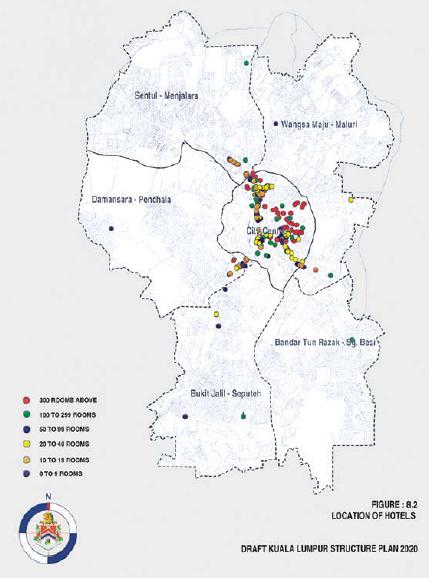 Sentul - Menjalara
Wangsa Maju - Maluri
Damansara - Penchala
City Centre
Bandar Tun Razak - Sg. Besi
Bukit Jalil - Seputeh
300 ROOMS ABOVE
100 TO 299 ROOMS
50 TO 99 ROOMS
20 TO 49 ROOMS
10 TO 19 ROOMS
0 TO 9 ROOMS
N
FIGURE : 8.2
LOCATION OF HOTELS
DRAFT KUALA LUMPUR STRUCTURE PLAN 2020